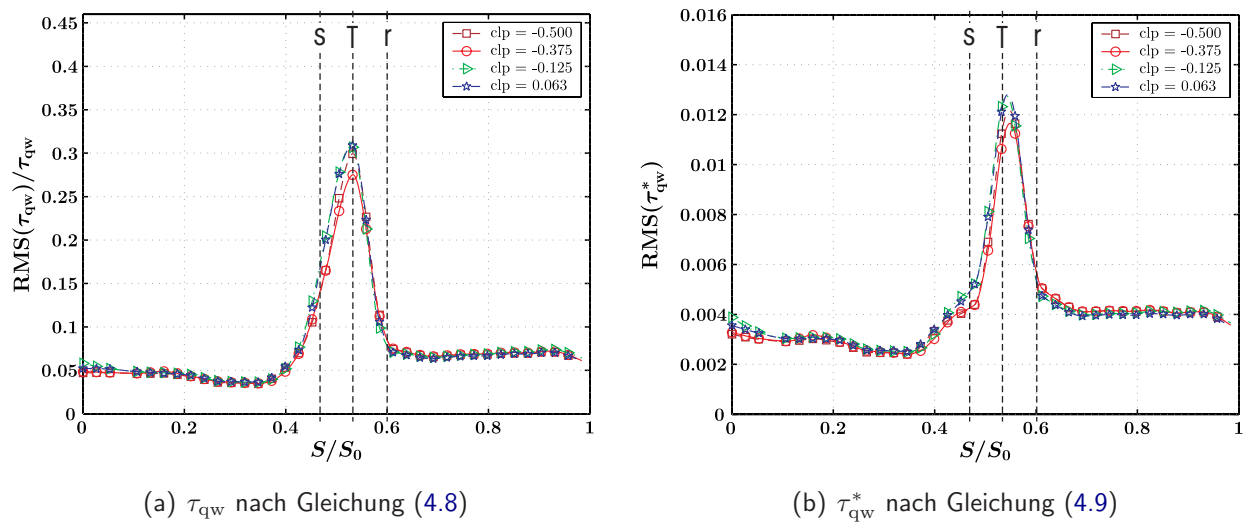 S T r
clp = -0.500
clp = -0.375
clp = -0.125
clp = 0.063
0.45
0.4
0.35
0.3
0.25
0.2
0.15
0.1
0.05
0
0 0.2 0.4 0.6 0.8 1
RMS(τqw)/τqw
S/S0
(a) τqw nach Gleichung (4.8)
S T r
clp = -0.500
clp = -0.375
clp = -0.125
clp = 0.063
0.016
0.014
0.012
0.010
0.008
0.006
0.004
0.002
0.000
0 0.2 0.4 0.6 0.8 1
RMS(τ*qw)
S/S0
(b) τ*qw nach Gleichung (4.9)